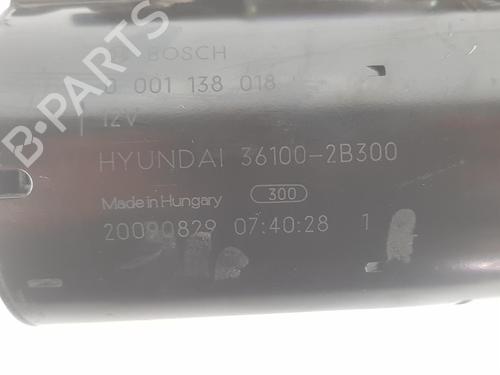 BOSCH
0 001 138 018
12V
HYUNDAI 36100-2B300
Made in Hungary 300
20090829 07:40:28 1
B-PARTS